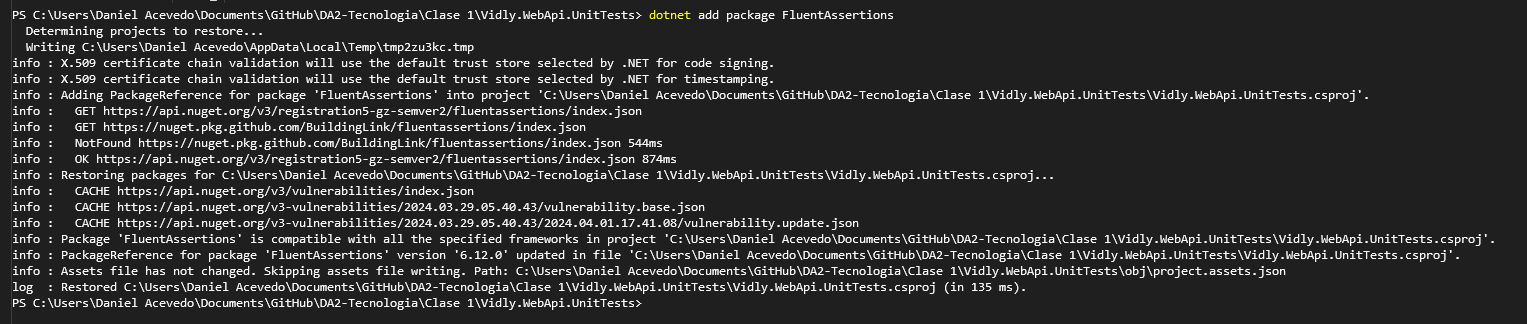 PS C:\Users\Daniel Acevedo\Documents\GitHub\DA2-Tecnologia\Clase 1\Vidly.WebApi.UnitTests> dotnet add package FluentAssertions
  Determining projects to restore...
  Writing C:\Users\Daniel Acevedo\AppData\Local\Temp\tmp2zu3kc.tmp
info : X.509 certificate chain validation will use the default trust store selected by .NET for code signing.
info : X.509 certificate chain validation will use the default trust store selected by .NET for timestamping.
info : Adding PackageReference for package 'FluentAssertions' into project 'C:\Users\Daniel Acevedo\Documents\GitHub\DA2-Tecnologia\Clase 1\Vidly.WebApi.UnitTests\Vidly.WebApi.UnitTests.csproj'.
info :   GET https://api.nuget.org/v3/registration5-gz-semver2/fluentassertions/index.json
info :   GET https://nuget.pkg.github.com/BuildingLink/fluentassertions/index.json
info :   NotFound https://nuget.pkg.github.com/BuildingLink/fluentassertions/index.json 544ms
info :   OK https://api.nuget.org/v3/registration5-gz-semver2/fluentassertions/index.json 874ms
info : Restoring packages for C:\Users\Daniel Acevedo\Documents\GitHub\DA2-Tecnologia\Clase 1\Vidly.WebApi.UnitTests\Vidly.WebApi.UnitTests.csproj...
info :   CACHE https://api.nuget.org/v3/vulnerabilities/index.json
info :   CACHE https://api.nuget.org/v3-vulnerabilities/2024.03.29.05.40.43/vulnerability.base.json
info :   CACHE https://api.nuget.org/v3-vulnerabilities/2024.03.29.05.40.43/2024.04.01.17.41.08/vulnerability.update.json
info : Package 'FluentAssertions' is compatible with all the specified frameworks in project 'C:\Users\Daniel Acevedo\Documents\GitHub\DA2-Tecnologia\Clase 1\Vidly.WebApi.UnitTests\Vidly.WebApi.UnitTests.csproj'.
info : PackageReference for package 'FluentAssertions' version '6.12.0' updated in file 'C:\Users\Daniel Acevedo\Documents\GitHub\DA2-Tecnologia\Clase 1\Vidly.WebApi.UnitTests\Vidly.WebApi.UnitTests.csproj'.
info : Assets file has not changed. Skipping assets file writing. Path: C:\Users\Daniel Acevedo\Documents\GitHub\DA2-Tecnologia\Clase 1\Vidly.WebApi.UnitTests\obj\project.assets.json
log  : Restored C:\Users\Daniel Acevedo\Documents\GitHub\DA2-Tecnologia\Clase 1\Vidly.WebApi.UnitTests\Vidly.WebApi.UnitTests.csproj (in 135 ms).
PS C:\Users\Daniel Acevedo\Documents\GitHub\DA2-Tecnologia\Clase 1\Vidly.WebApi.UnitTests>